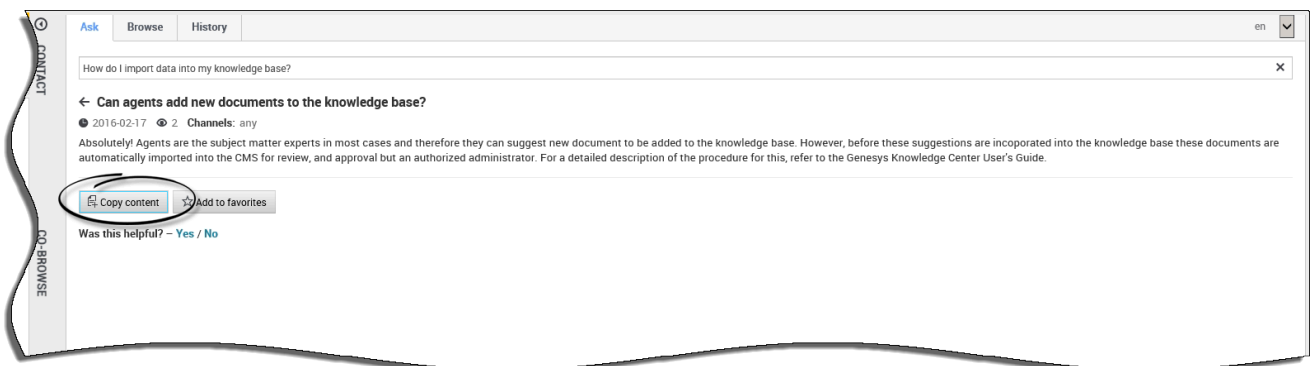 Ask Browse History en
CONTACT
How do I import data into my knowledge base?
Can agents add new documents to the knowledge base?
2016-02-17 2 Channels: any
Absolutely! Agents are the subject matter experts in most cases and therefore they can suggest new document to be added to the knowledge base. However, before these suggestions are incoporated into the knowledge base these documents are
automatically imported into the CMS for review, and approval but an authorized administrator. For a detailed description of the procedure for this, refer to the Genesys Knowledge Center User's Guide.
Copy content Add to favorites
Was this helpful? – Yes / No
CO-BROWSE